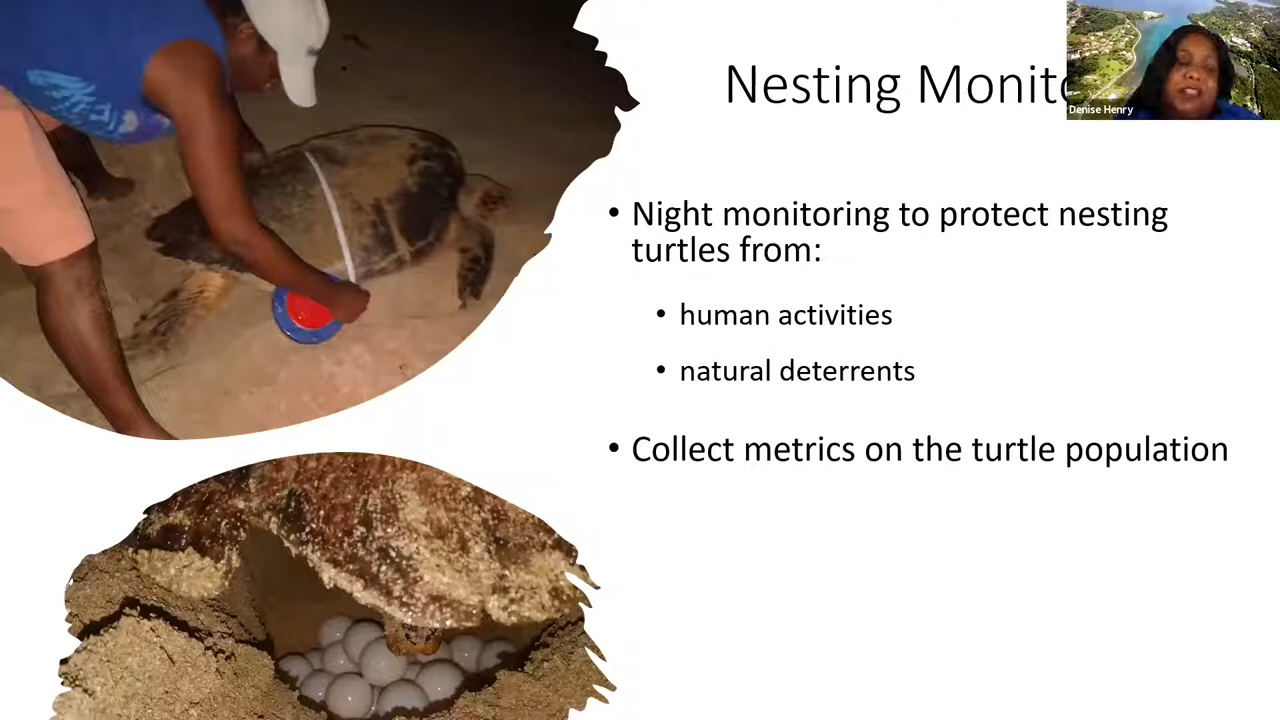 Nesting Monito
Denise Henry
• Night monitoring to protect nesting
turtles from:
• human activities
• natural deterrents
• Collect metrics on the turtle population